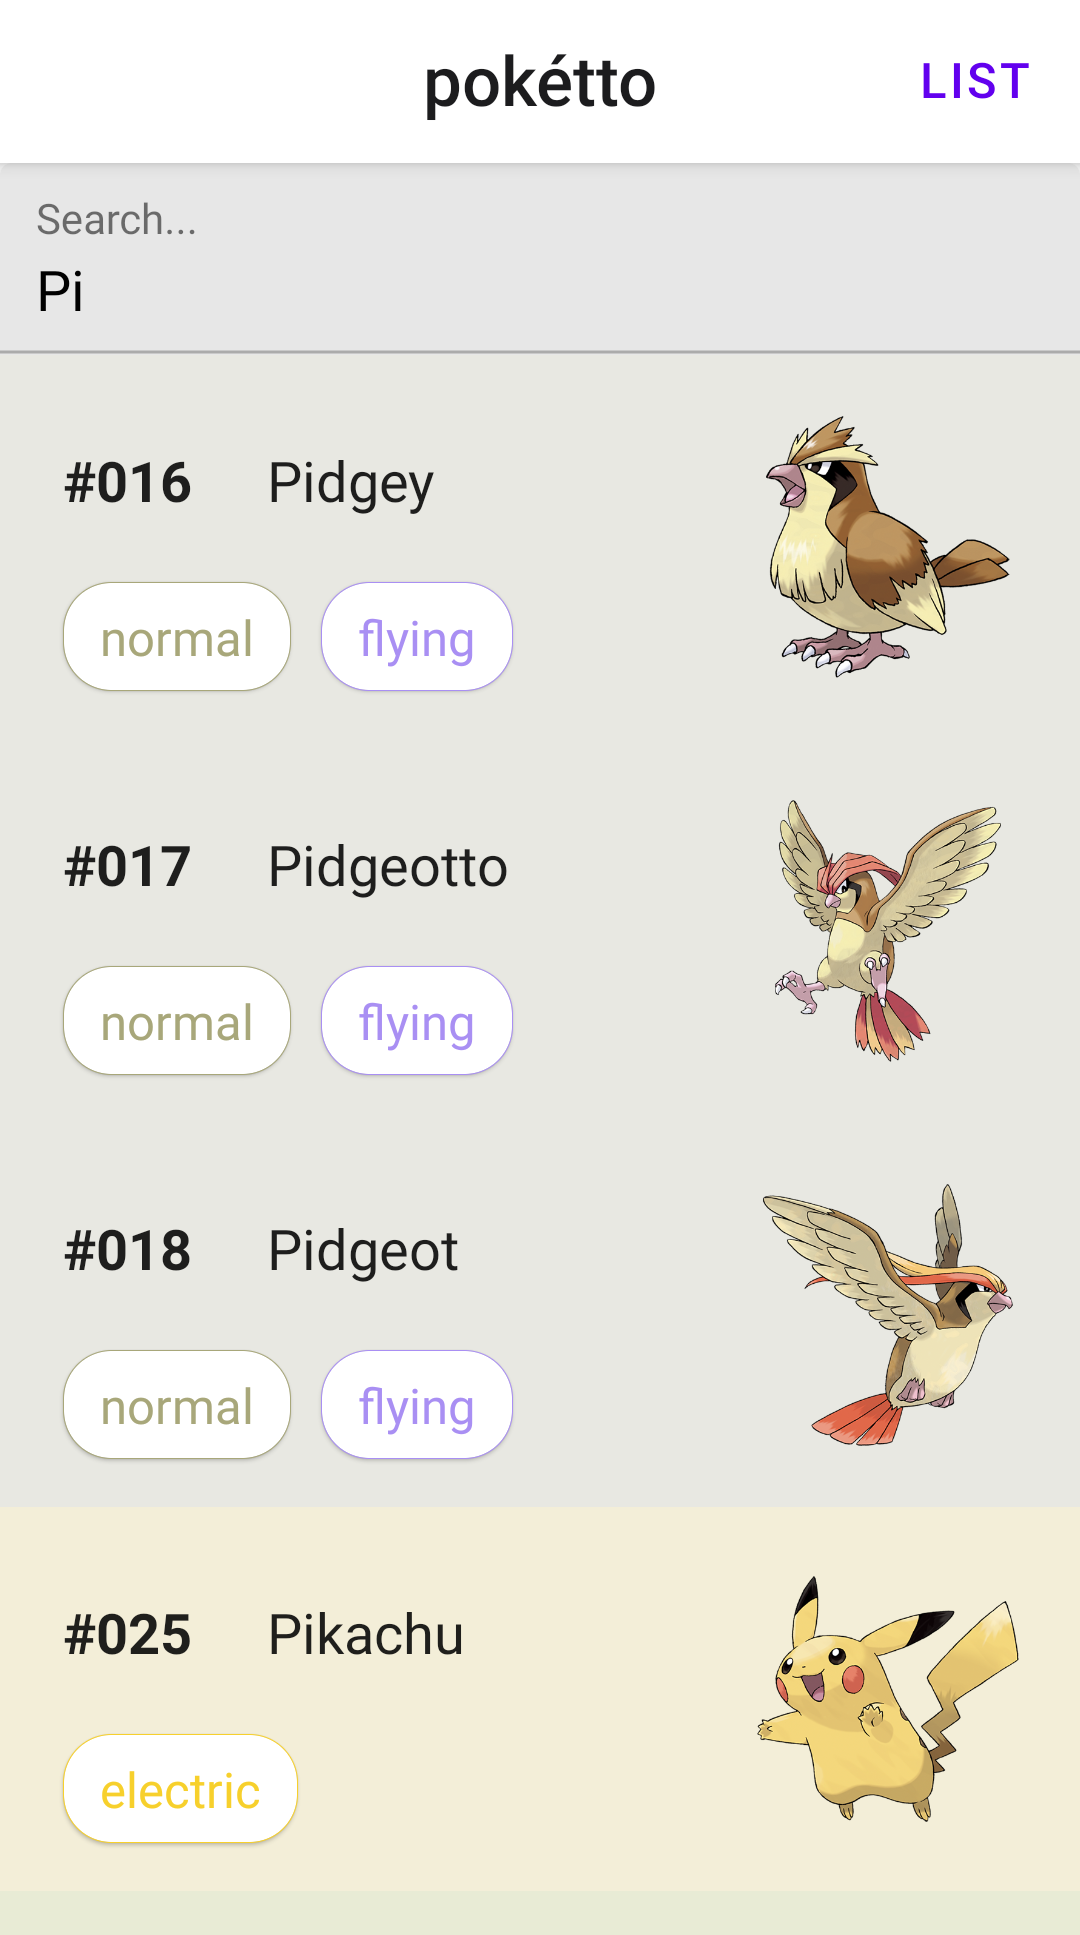 pokétto LIST
Search...
Pi
#016 Pidgey
normal flying
#017 Pidgeotto
normal flying
#018 Pidgeot
normal flying
#025 Pikachu
electric